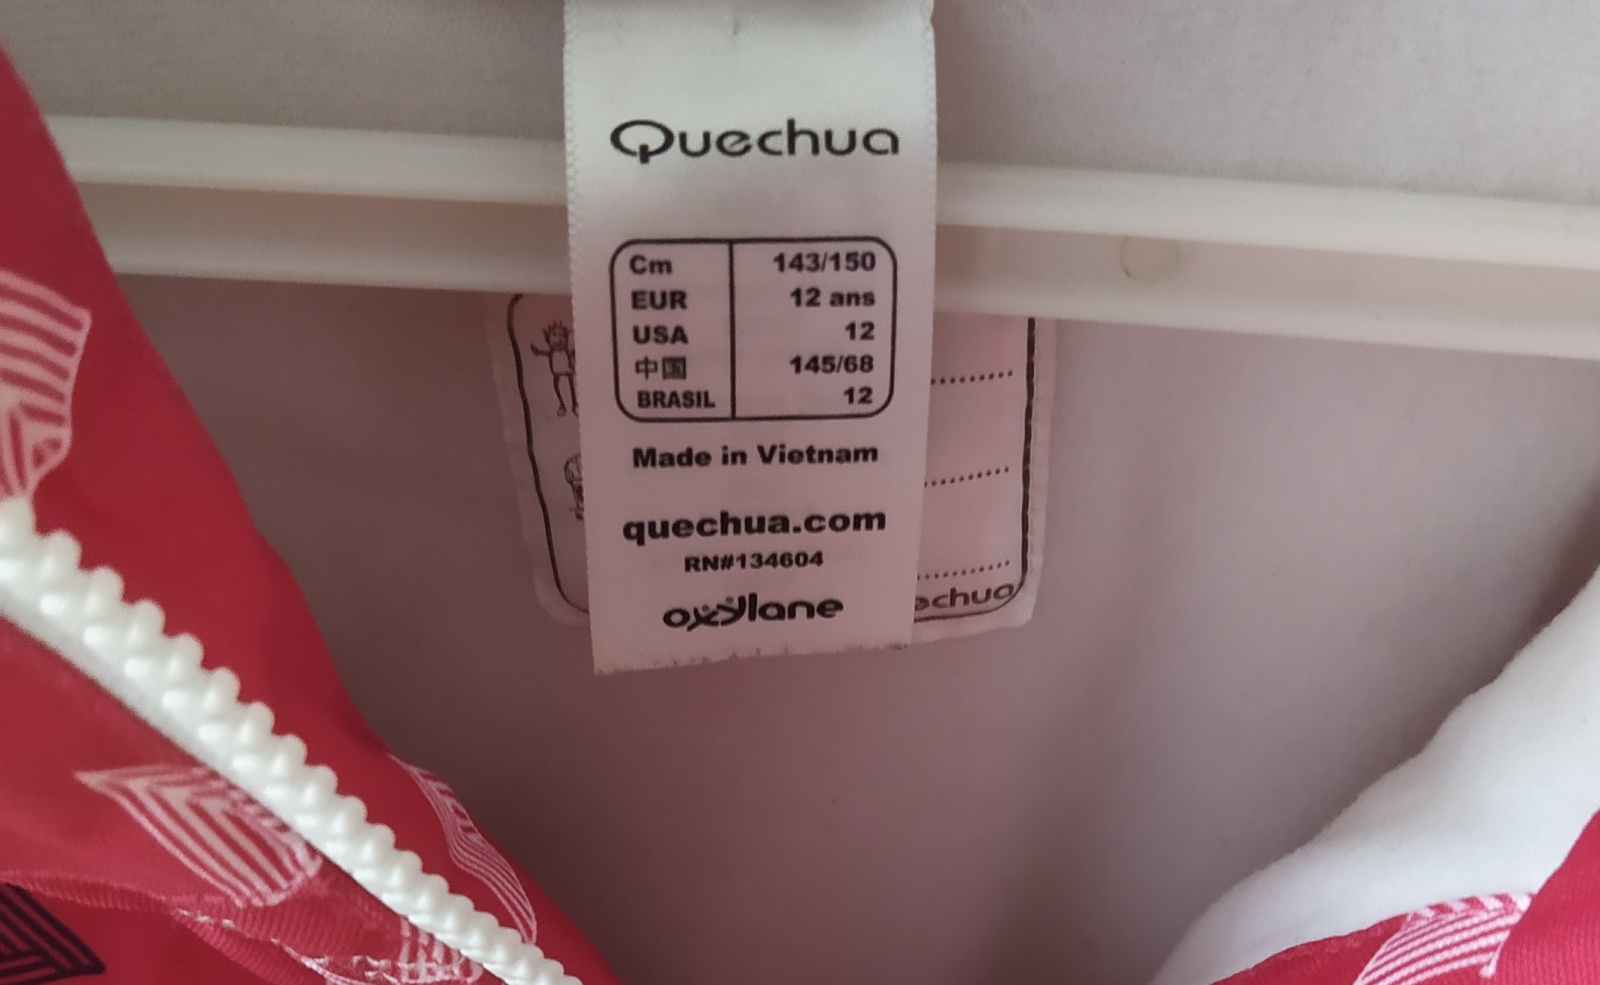 Quechua
Cm 143/150
EUR 12 ans
USA 12
中国 145/68
BRASIL 12
Made in Vietnam
quechua.com
RN#134604
oxylane
echua